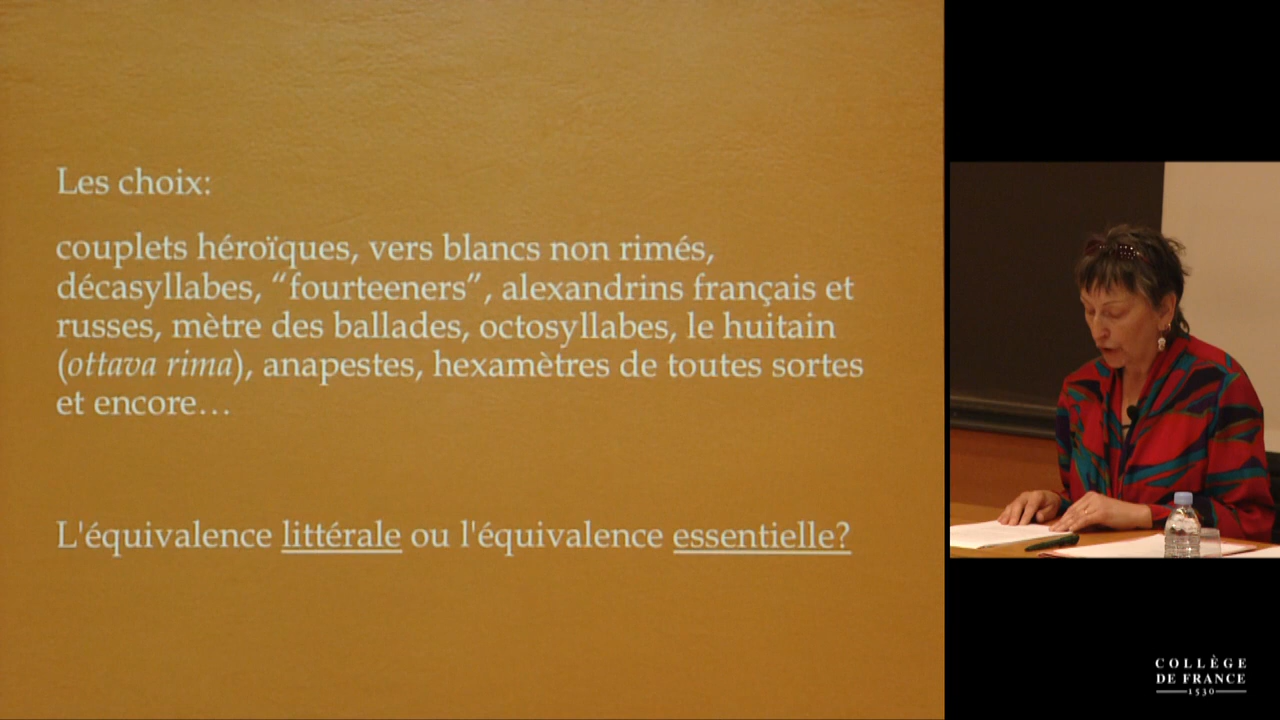 Les choix:
couplets héroïques, vers blancs non rimés,
décasyllabes, “fourteeners”, alexandrins français et
russes, mètre des ballades, octosyllabes, le huitain
(ottava rima), anapestes, hexamètres de toutes sortes
et encore…
L'équivalence littérale ou l'équivalence essentielle?
COLLÈGE
DE FRANCE
1530